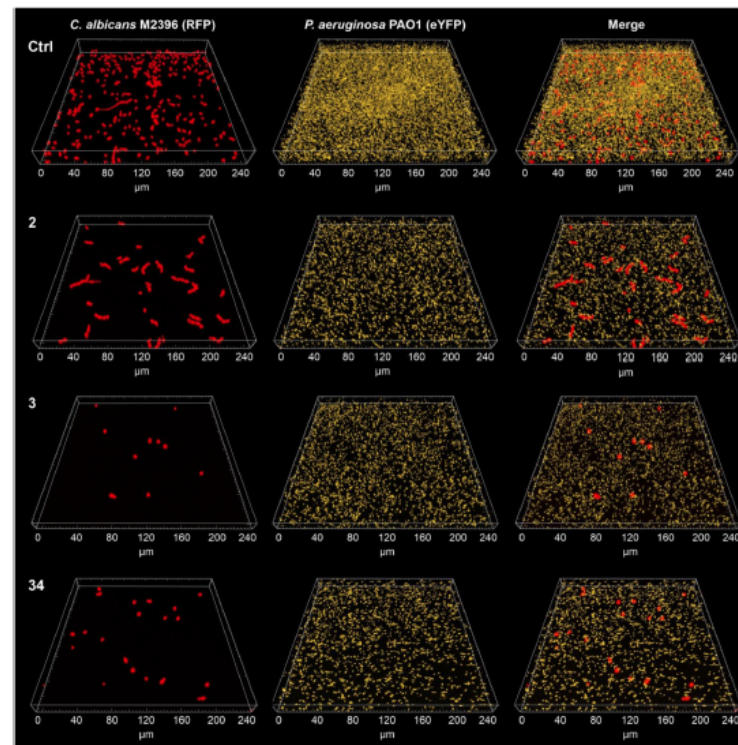 C. albicans M2396 (RFP) P. aeruginosa PAO1 (eYFP) Merge
Ctrl
0 40 80 120 160 200 240 0 40 80 120 160 200 240 0 40 80 120 160 200 240
µm µm µm
2
0 40 80 120 160 200 240 0 40 80 120 160 200 240 0 40 80 120 160 200 240
µm µm µm
3
0 40 80 120 160 200 240 0 40 80 120 160 200 240 0 40 80 120 160 200 240
µm µm µm
34
0 40 80 120 160 200 240 0 40 80 120 160 200 240 0 40 80 120 160 200 240
µm µm µm